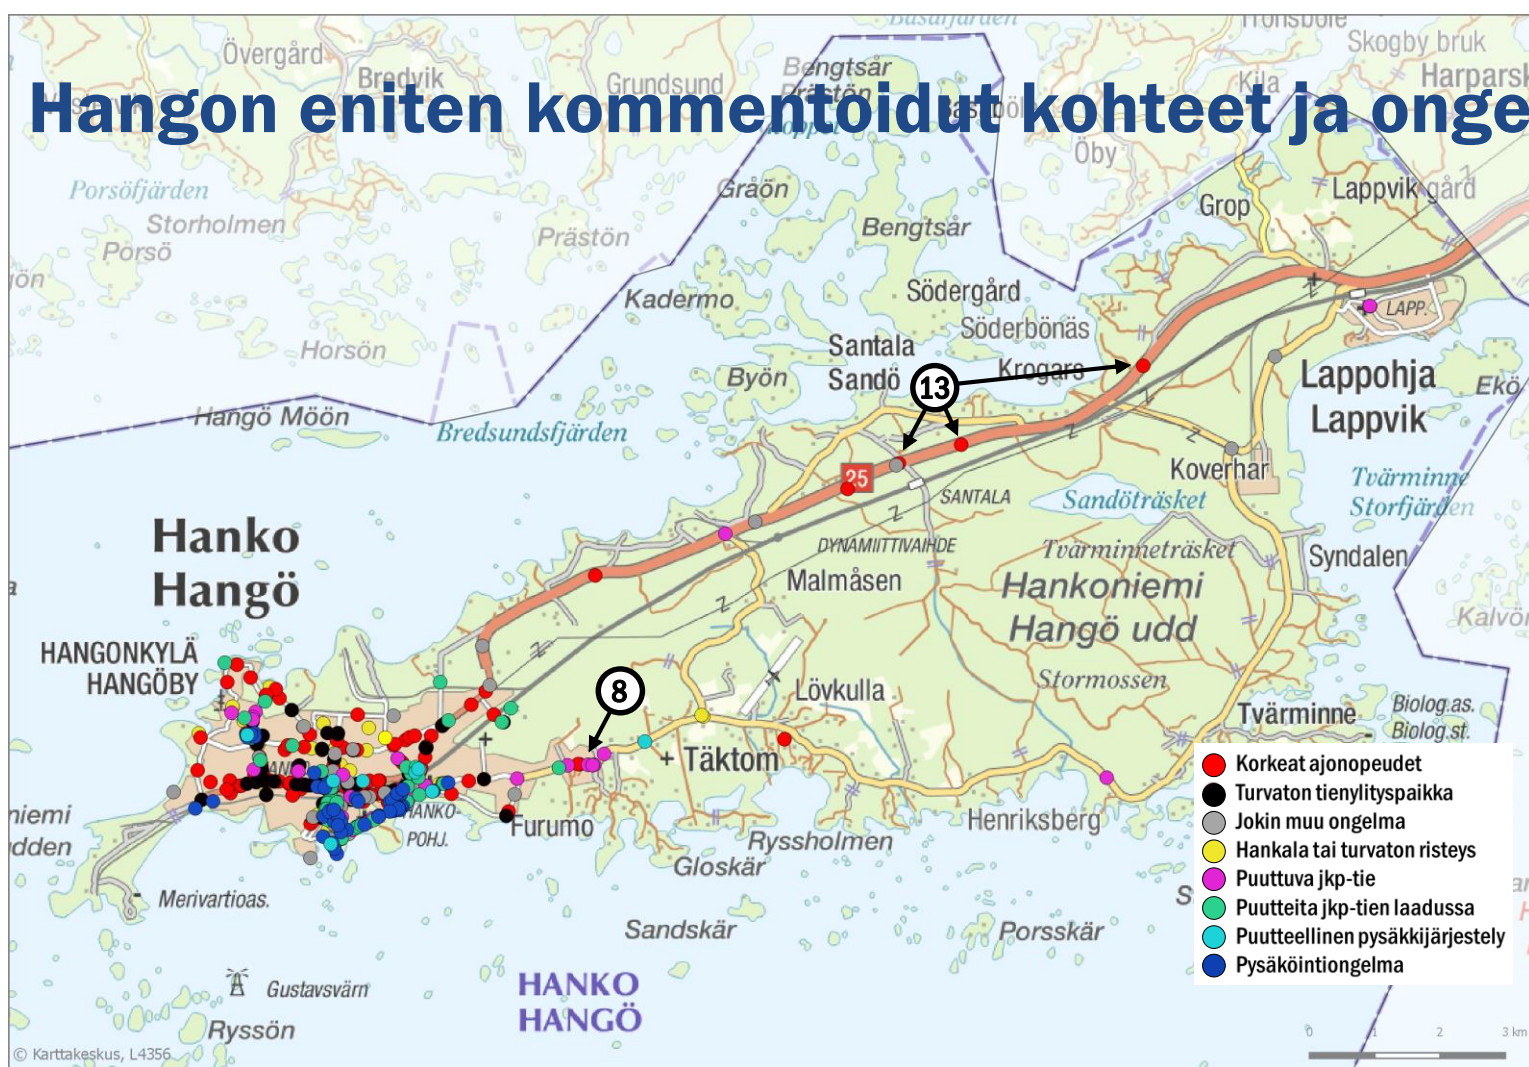 Hangon eniten kommentoidut kohteet ja onge
Övergård
Bredvik
Grundsund
Bengtsår
Prästön
Skogby bruk
Kila
Öby
Porsöfjärden
Storholmen
Porsö
Prästön
Gråön
Bengtsår
Grop
Lappvik gård
Kadermo
Södergård
Söderbönäs
LAPP.
Horsön
Santala
Sandö
Byön
Krogars
13
Lappohja
Lappvik
Ekö
Hangö Möön
Bredsundsfjärden
25
SANTALA
Koverhar
Sandöträsket
Tvärminne
Storfjärden
Hanko
Hangö
DYNAMIITTIVAIHDE
Tvärminneträsket
Syndalen
Malmåsen
Hankoniemi
Hangö udd
HANGONKYLÄ
HANGÖBY
8
Lövkulla
Stormossen
Tvärminne
Biolog.as.
Biolog.st.
Täktom
HANKO-
POHJ.
Furumo
Ryssholmen
Henriksberg
Gloskär
Merivartioas.
Sandskär
Porsskär
Gustavsvärn
HANKO
HANGÖ
Ryssön
Korkeat ajonopeudet
Turvaton tienylityspaikka
Jokin muu ongelma
Hankala tai turvaton risteys
Puuttuva jkp-tie
Puutteita jkp-tien laadussa
Puutteellinen pysäkkijärjestely
Pysäköintiongelma
0 1 2 3 km
© Karttakeskus, L4356